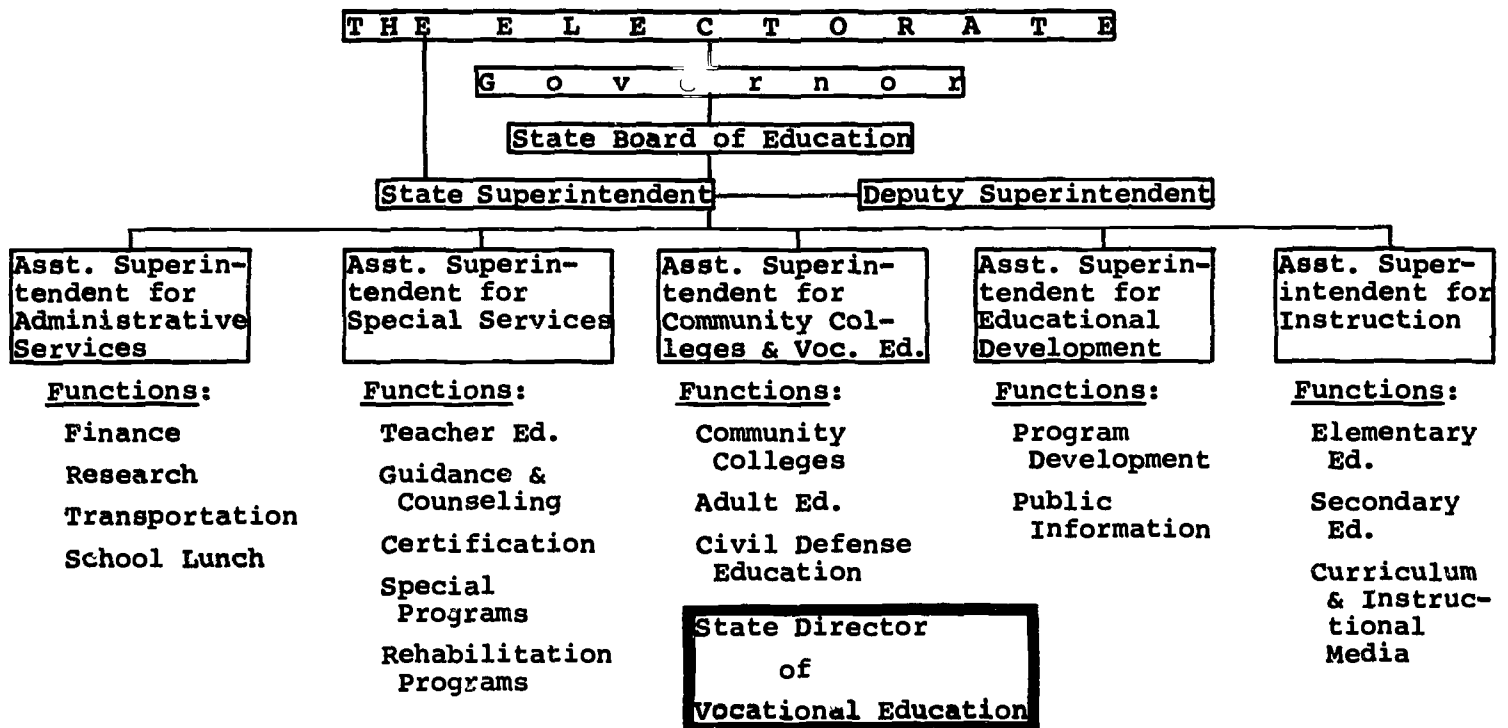 THE ELECTORATE
Governor
State Board of Education
State Superintendent
Deputy Superintendent
Asst. Superin-
tendent for
Administrative
Services
Functions:
Finance
Research
Transportation
School Lunch
Asst. Superin-
tendent for
Special Services
Functions:
Teacher Ed.
Guidance &
Counseling
Certification
Special
Programs
Rehabilitation
Programs
Asst. Superin-
tendent for
Community Col-
leges & Voc. Ed.
Functions:
Community
Colleges
Adult Ed.
Civil Defense
Education
State Director
of
Vocational Education
Asst. Superin-
tendent for
Educational
Development
Functions:
Program
Development
Public
Information
Asst. Super-
intendent for
Instruction
Functions:
Elementary
Ed.
Secondary
Ed.
Curriculum
& Instruc-
tional
Media